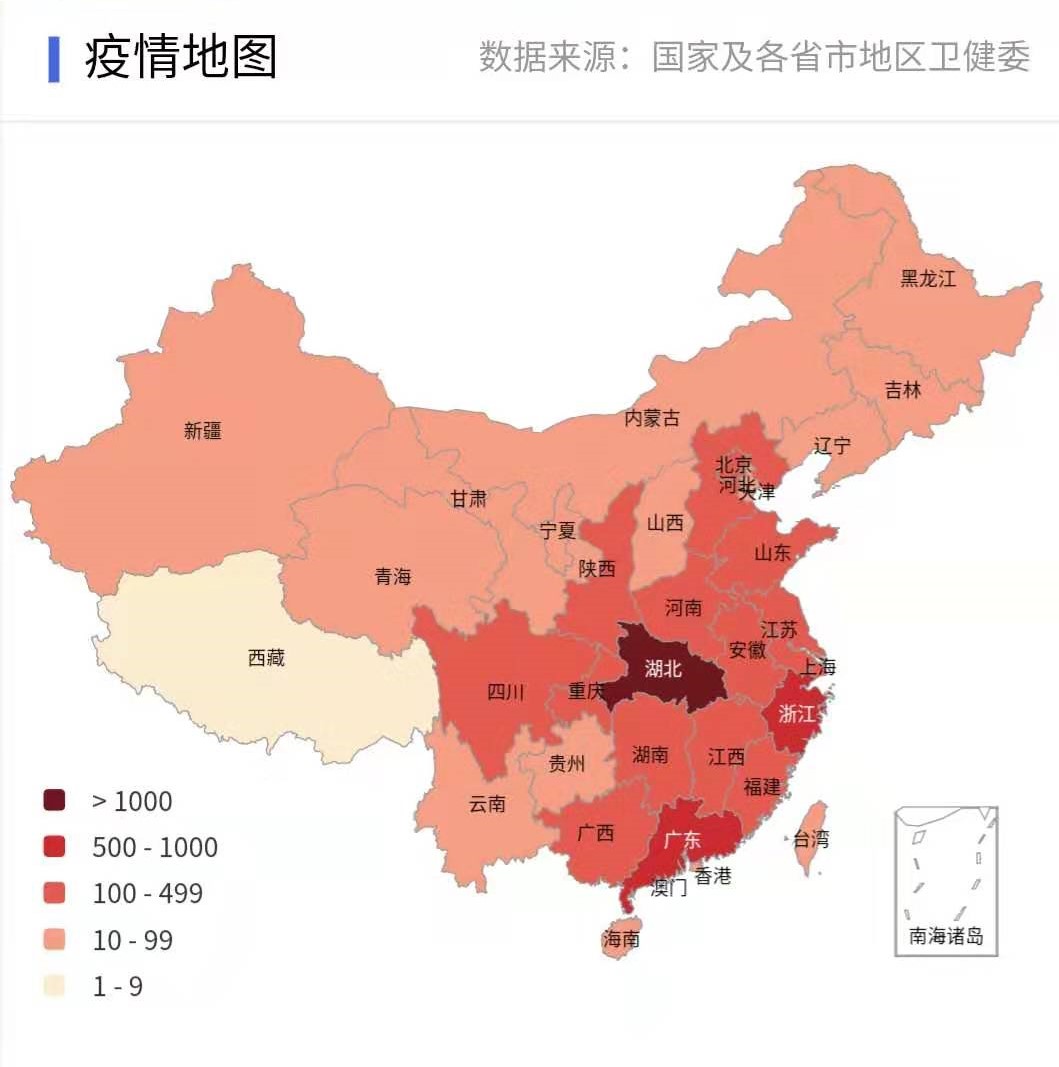 疫情地图
数据来源：国家及各省市地区卫健委
黑龙江
吉林
内蒙古
新疆
辽宁
北京
河北
天津
甘肃
山西
宁夏
山东
陕西
青海
河南
江苏
安徽
西藏
湖北
上海
四川
重庆
浙江
湖南
江西
贵州
福建
云南
广西
广东
台湾
香港
澳门
海南
南海诸岛
> 1000
500 - 1000
100 - 499
10 - 99
1 - 9